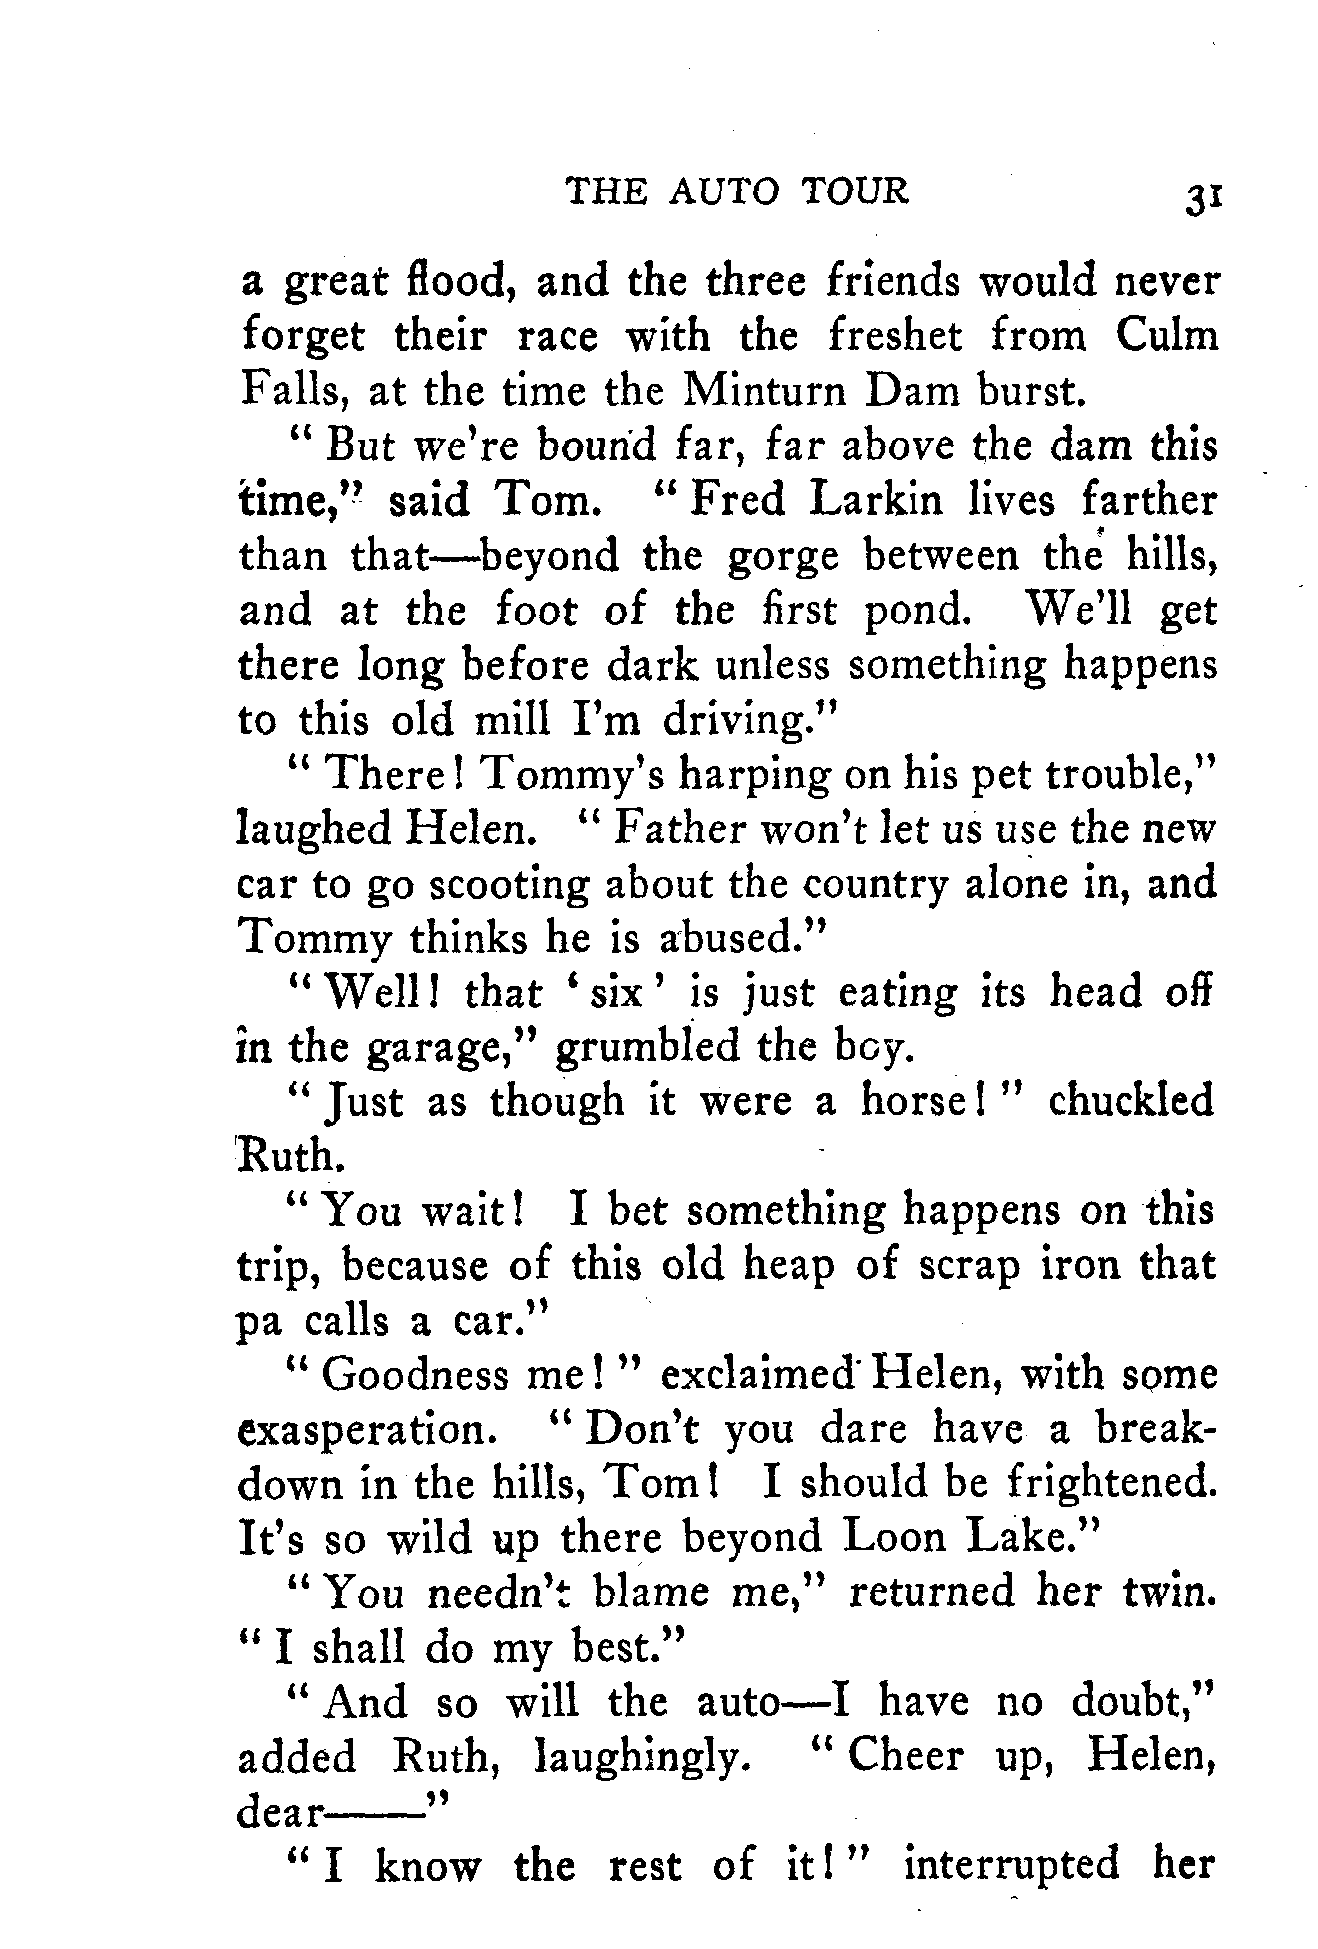 THE AUTO TOUR 31
a great flood, and the three friends would never
forget their race with the freshet from Culm
Falls, at the time the Minturn Dam burst.
“ But we're bound far, far above the dam this
time,” said Tom. “ Fred Larkin lives farther
than that—beyond the gorge between the hills,
and at the foot of the first pond. We'll get
there long before dark unless something happens
to this old mill I'm driving.”
“ There! Tommy's harping on his pet trouble,”
laughed Helen. “ Father won't let us use the new
car to go scooting about the country alone in, and
Tommy thinks he is abused.”
“ Well! that ‘ six ’ is just eating its head off
in the garage,” grumbled the boy.
“ Just as though it were a horse! ” chuckled
Ruth.
“ You wait! I bet something happens on this
trip, because of this old heap of scrap iron that
pa calls a car.”
“ Goodness me! ” exclaimed Helen, with some
exasperation. “ Don't you dare have a break-
down in the hills, Tom! I should be frightened.
It's so wild up there beyond Loon Lake.”
“ You needn't blame me,” returned her twin.
“ I shall do my best.”
“ And so will the auto—I have no doubt,”
added Ruth, laughingly. “ Cheer up, Helen,
dear——”
“ I know the rest of it! ” interrupted her